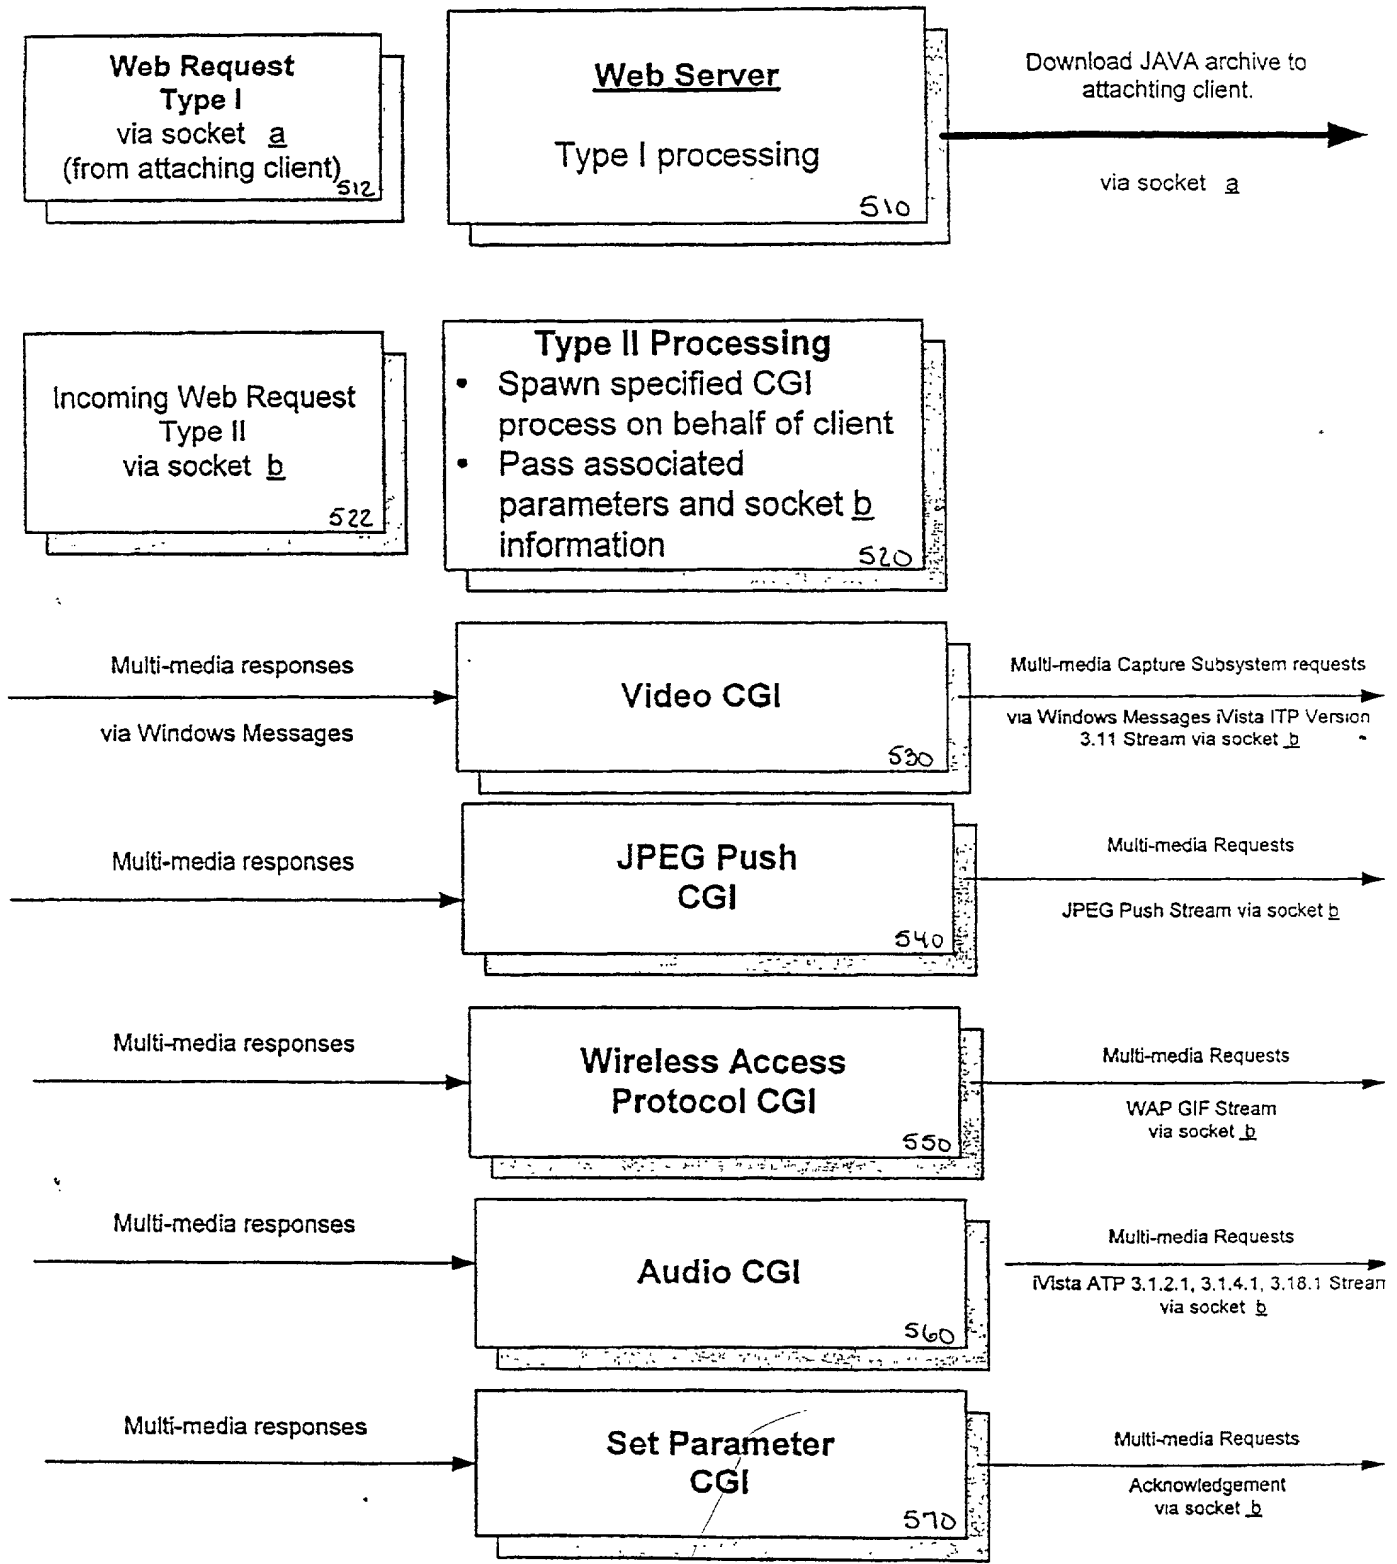 Web Request
Type I
via socket a
(from attaching client)
512
Web Server
Type I processing
510
Download JAVA archive to
attachting client.
via socket a
Incoming Web Request
Type II
via socket b
522
Type II Processing
• Spawn specified CGI
process on behalf of client
• Pass associated
parameters and socket b
information
520
Multi-media responses
via Windows Messages
Video CGI
530
Multi-media Capture Subsystem requests
via Windows Messages iVista ITP Version
3.11 Stream via socket b
Multi-media responses
JPEG Push
CGI
540
Multi-media Requests
JPEG Push Stream via socket b
Multi-media responses
Wireless Access
Protocol CGI
550
Multi-media Requests
WAP GIF Stream
via socket b
Multi-media responses
Audio CGI
560
Multi-media Requests
iVista ATP 3.1.2.1, 3.1.4.1, 3.18.1 Stream
via socket b
Multi-media responses
Set Parameter
CGI
570
Multi-media Requests
Acknowledgement
via socket b